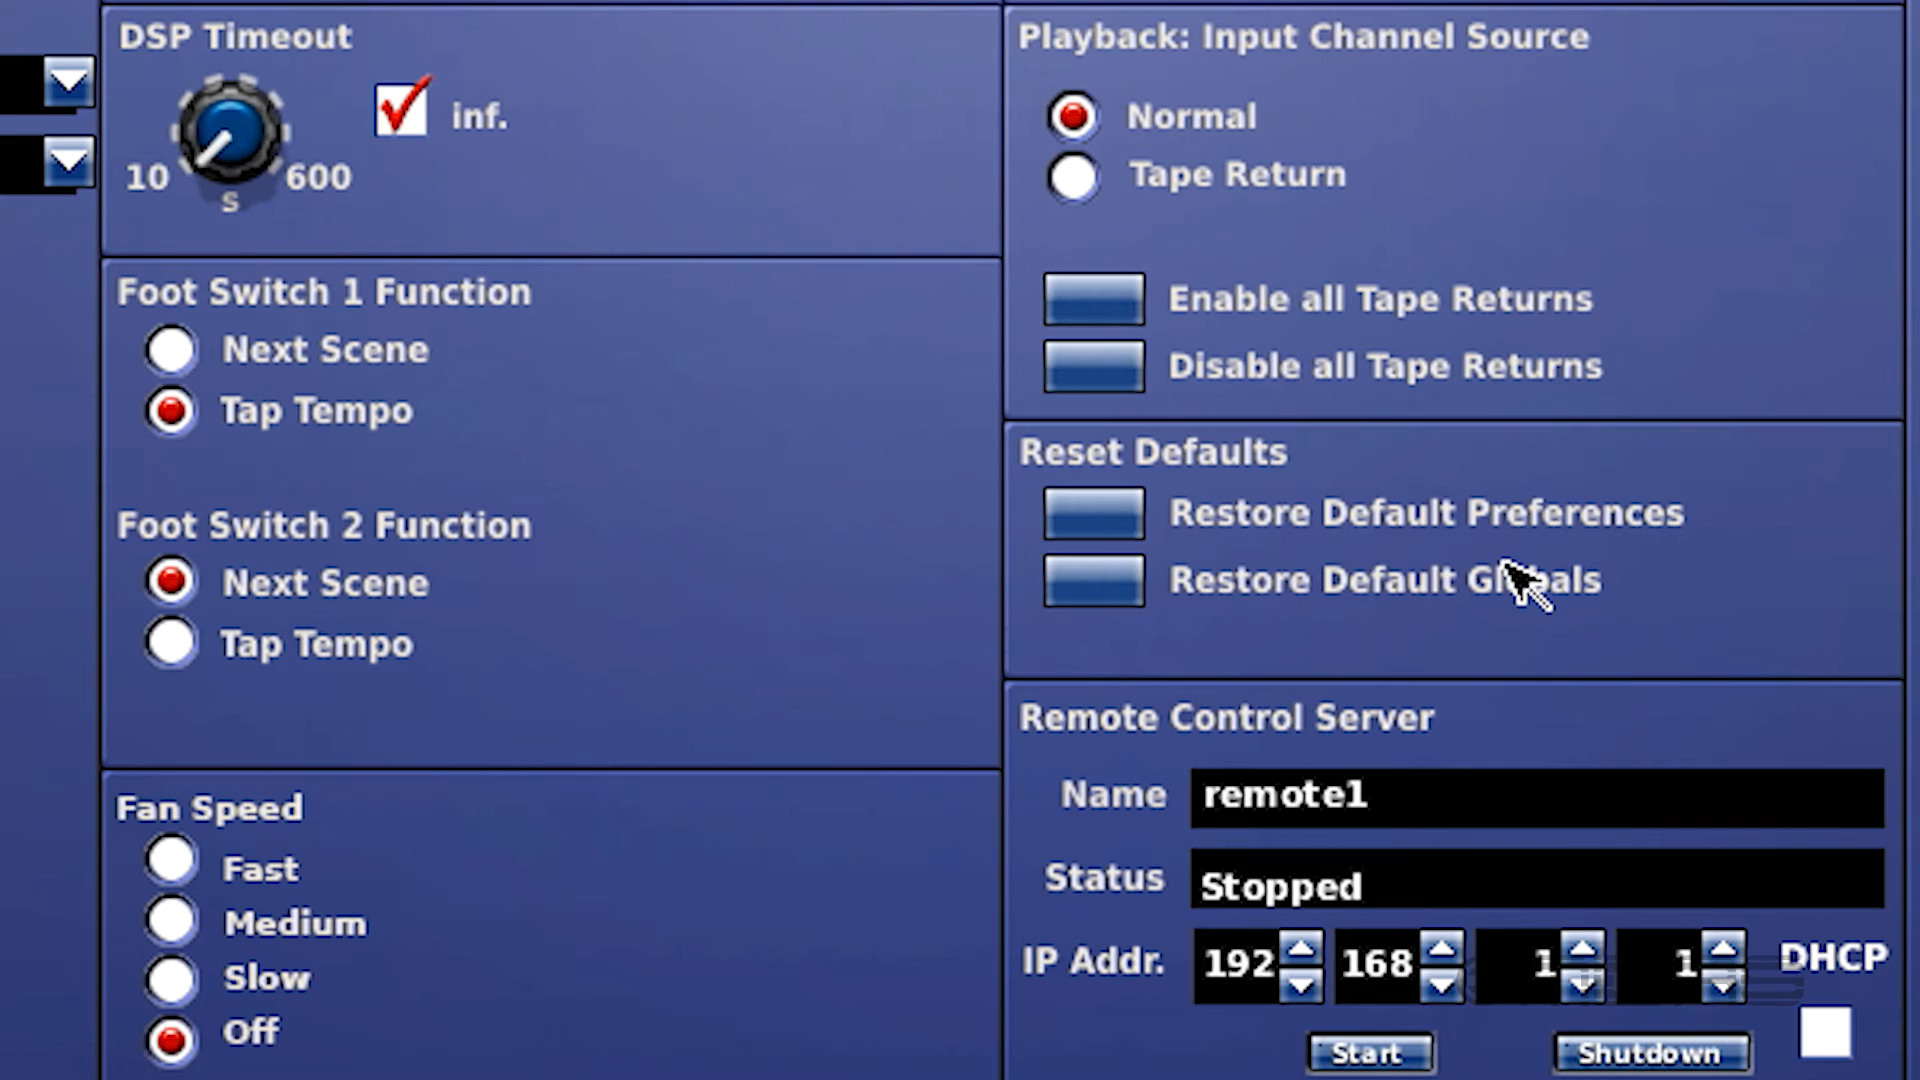 DSP Timeout
inf.
10
600
s
Foot Switch 1 Function
Next Scene
Tap Tempo
Foot Switch 2 Function
Next Scene
Tap Tempo
Fan Speed
Fast
Medium
Slow
Off
Playback: Input Channel Source
Normal
Tape Return
Enable all Tape Returns
Disable all Tape Returns
Reset Defaults
Restore Default Preferences
Restore Default Globals
Remote Control Server
Name remote1
Status Stopped
IP Addr. 192 168 1 1 DHCP
Start Shutdown